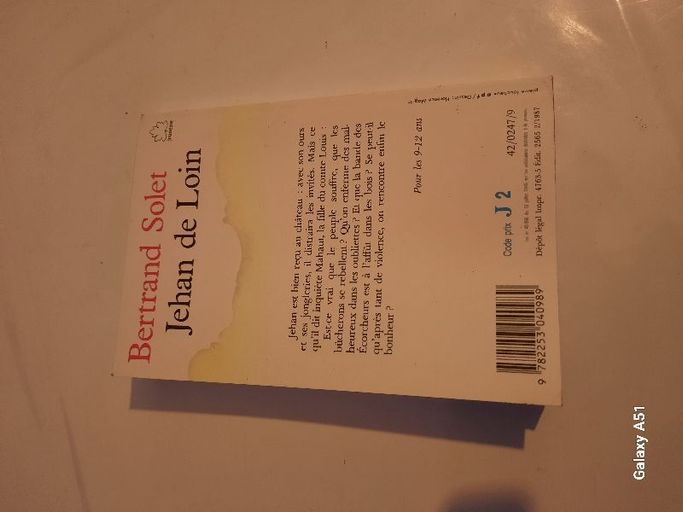 Bertrand Solet
Jehan de Loin
Jehan est bien reçu au château : avec son ours
et ses jongleries, il distraira les invités. Mais ce
qu'il dit inquiète Mahaut, la fille du comte Louis :
Est-ce vrai que le peuple souffre, que les
bûcherons se rebellent ? Qu'on enferme des mal-
heureux dans les oubliettes ? Et que la bande des
Écorcheurs est à l'affût dans les bois ? Se peut-il
qu'après tant de violence, on rencontre enfin le
bonheur ?
Pour les 9-12 ans
Code prix J 2
42/0247/9
Dépôt légal Impr. 4763-5 Edit. 2565 2/1987
9 782253 040989
Galaxy A51